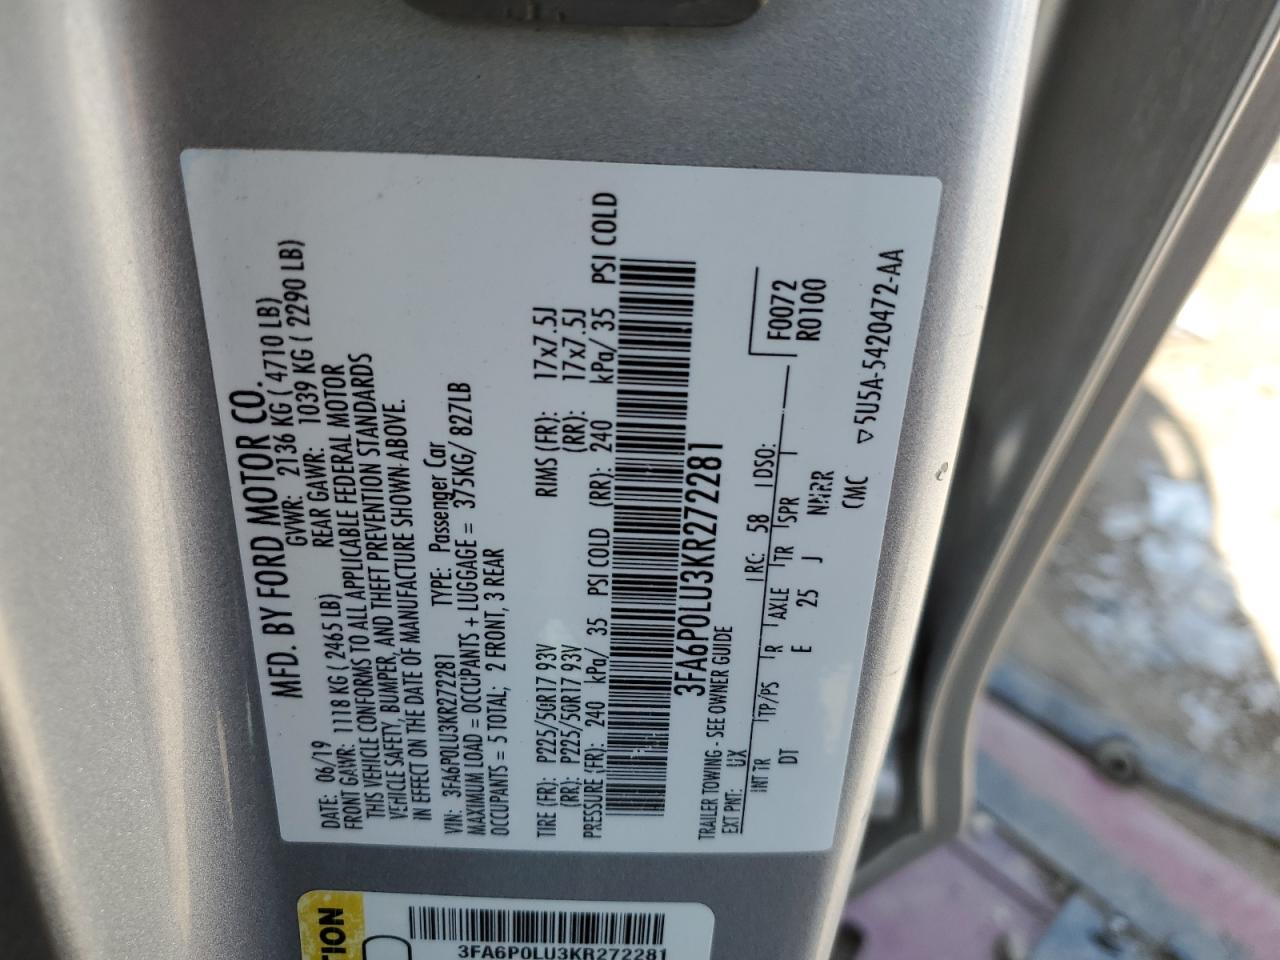 MFD. BY FORD MOTOR CO.
DATE: 06/19 GVWR: 2136 KG ( 4710 LB)
FRONT GAWR: 1118 KG ( 2465 LB) REAR GAWR: 1039 KG ( 2290 LB)
THIS VEHICLE CONFORMS TO ALL APPLICABLE FEDERAL MOTOR
VEHICLE SAFETY, BUMPER, AND THEFT PREVENTION STANDARDS
IN EFFECT ON THE DATE OF MANUFACTURE SHOWN ABOVE.
VIN: 3FA6P0LU3KR272281 TYPE: Passenger Car
MAXIMUM LOAD = OCCUPANTS + LUGGAGE = 375KG/ 827LB
OCCUPANTS = 5 TOTAL; 2 FRONT, 3 REAR
TIRE (FR): P225/50R17 93V RIMS (FR): 17x7.5J
(RR): P225/50R17 93V (RR): 17x7.5J
PRESSURE (FR): 240 kPa/ 35 PSI COLD (RR): 240 kPa/ 35 PSI COLD
3FA6P0LU3KR272281
TRAILER TOWING - SEE OWNER GUIDE
EXT PNT: UX RC: 58 DSO:
INT TR TP/PS R AXLE TR SPR
DT E 25 J NNRR
F0072
R0100
CMC ▽5U5A-5420472-AA
TION
3FA6P0LU3KR272281